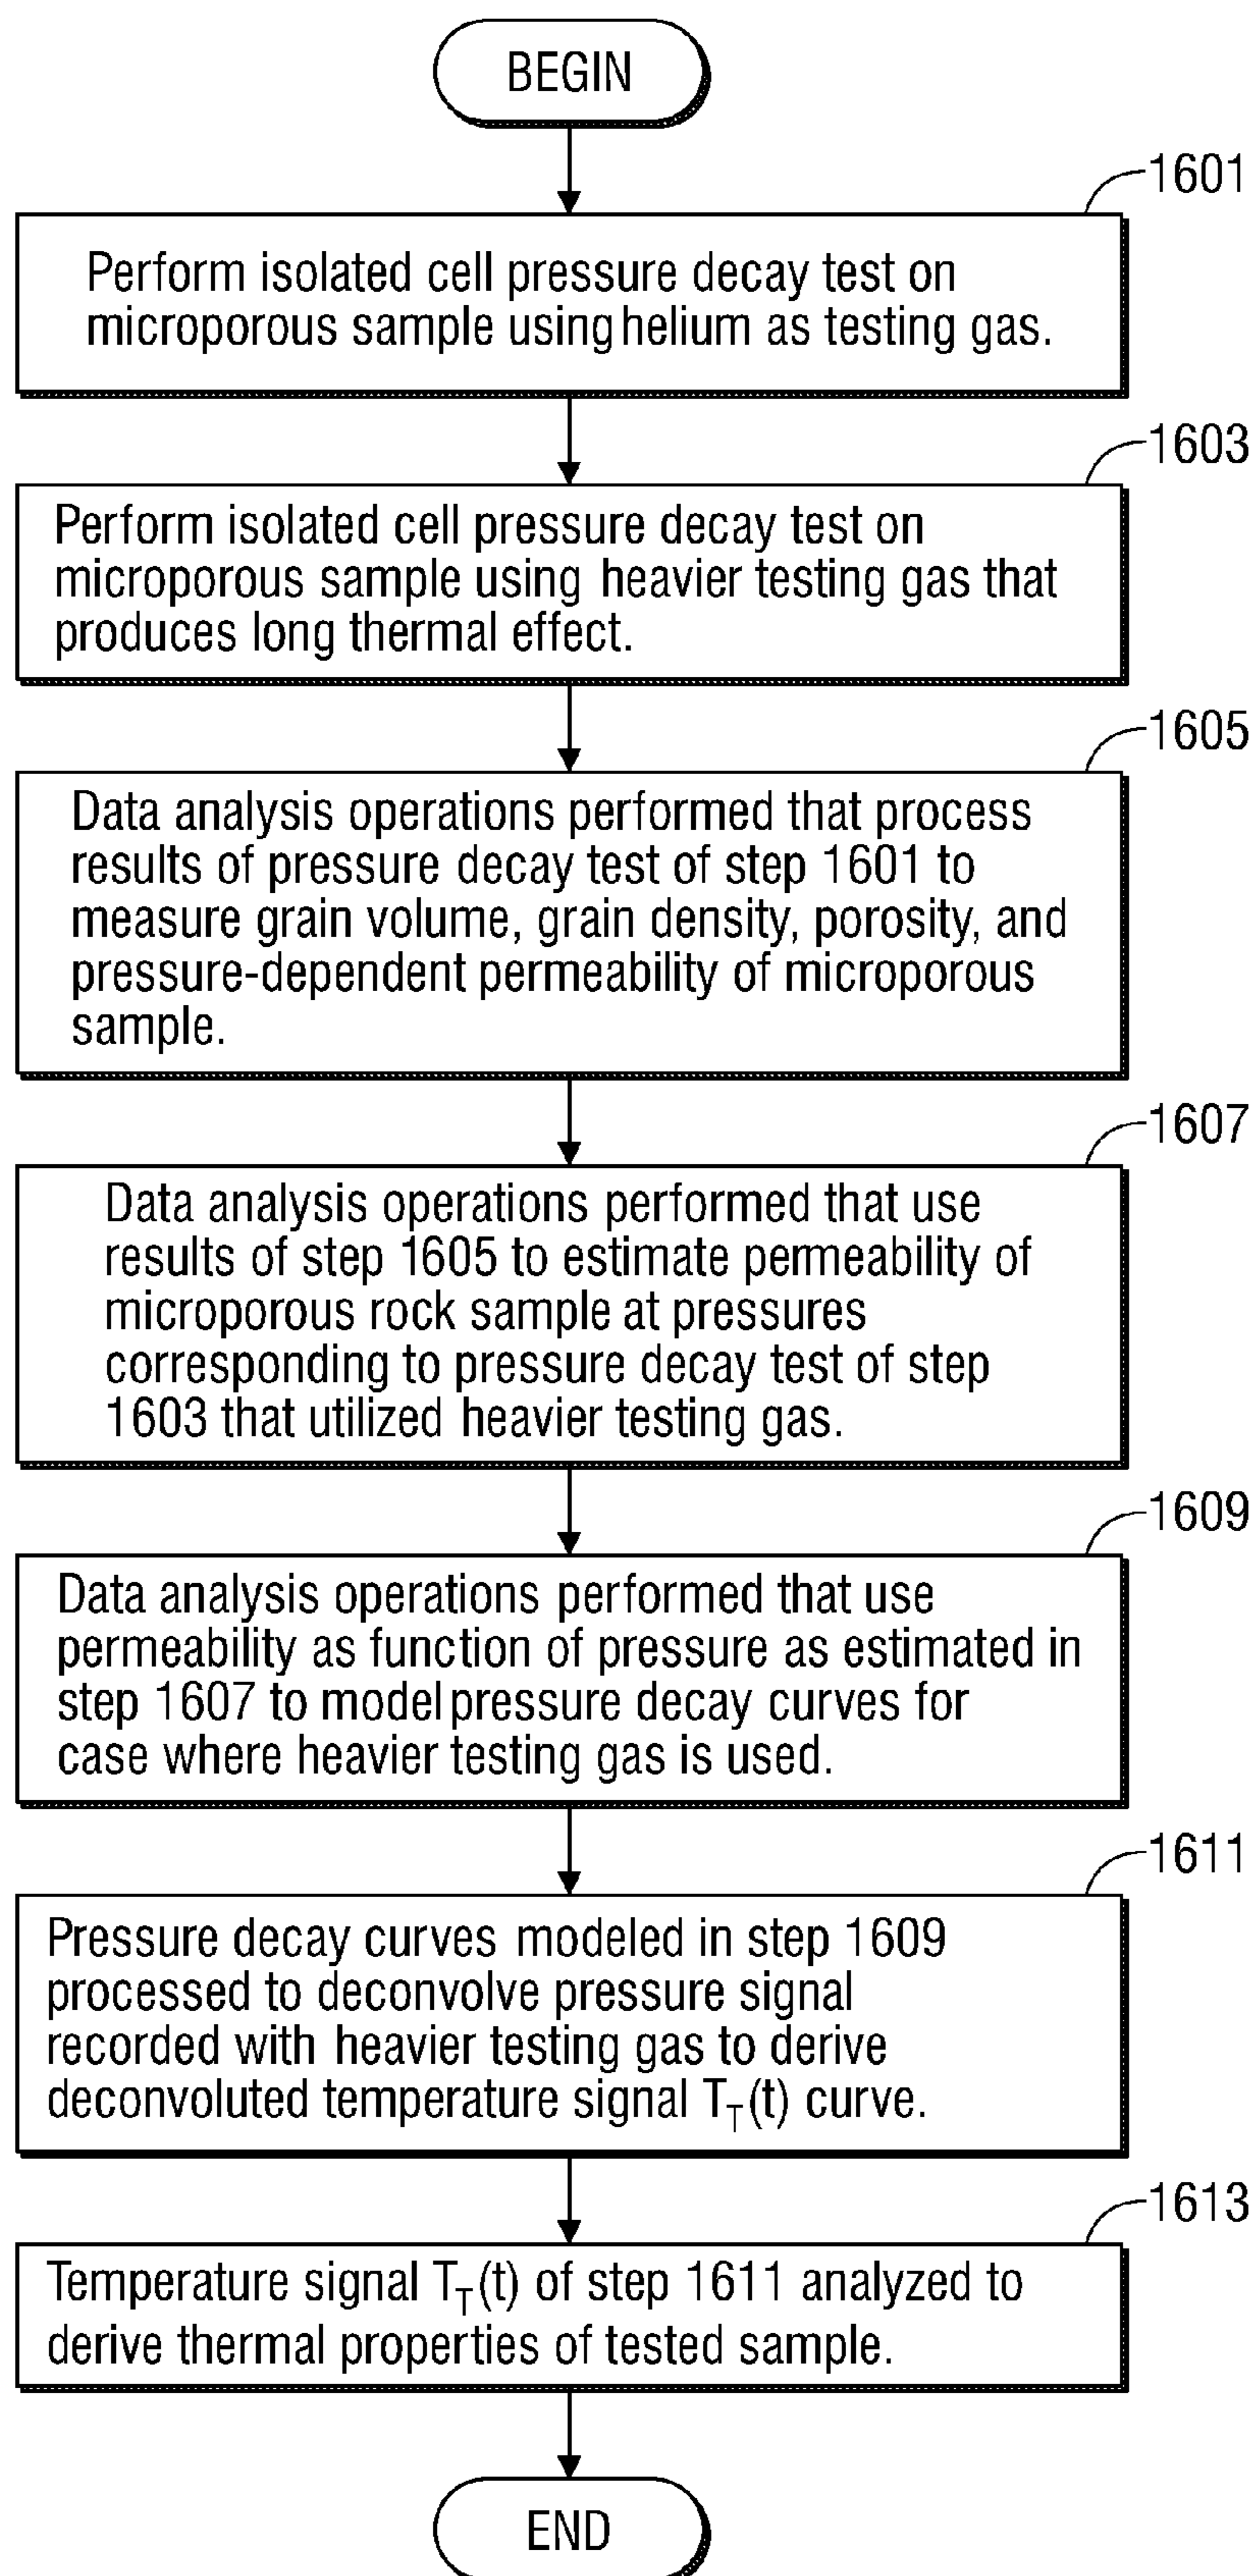 BEGIN
1601
Perform isolated cell pressure decay test on
microporous sample using helium as testing gas.
1603
Perform isolated cell pressure decay test on
microporous sample using heavier testing gas that
produces long thermal effect.
1605
Data analysis operations performed that process
results of pressure decay test of step 1601 to
measure grain volume, grain density, porosity, and
pressure-dependent permeability of microporous
sample.
1607
Data analysis operations performed that use
results of step 1605 to estimate permeability of
microporous rock sample at pressures
corresponding to pressure decay test of step
1603 that utilized heavier testing gas.
1609
Data analysis operations performed that use
permeability as function of pressure as estimated in
step 1607 to model pressure decay curves for
case where heavier testing gas is used.
1611
Pressure decay curves modeled in step 1609
processed to deconvolve pressure signal
recorded with heavier testing gas to derive
deconvoluted temperature signal T_T(t) curve.
1613
Temperature signal T_T(t) of step 1611 analyzed to
derive thermal properties of tested sample.
END